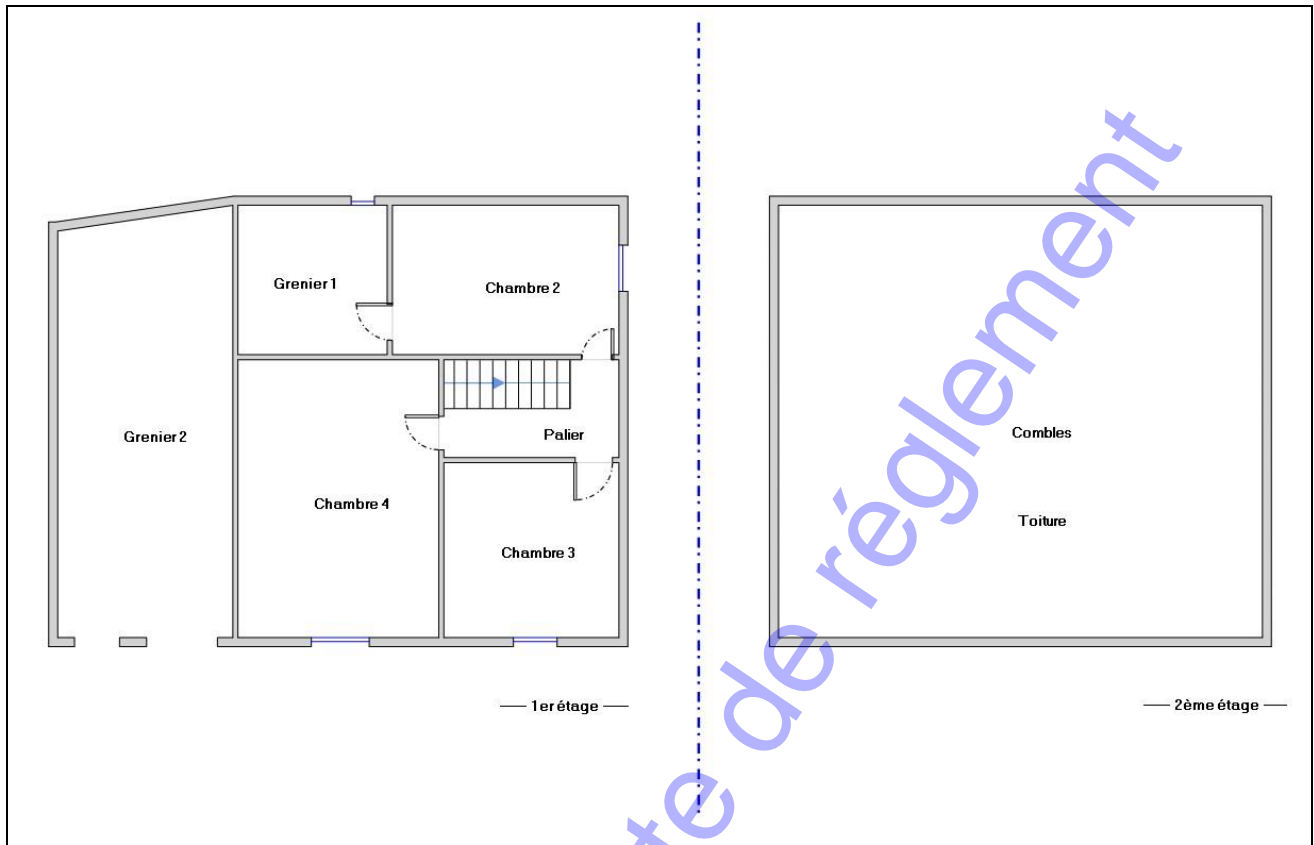 Grenier 1
Chambre 2
Grenier 2
Palier
Chambre 4
Chambre 3
1er étage
Combles
Toiture
2ème étage
te de réglement